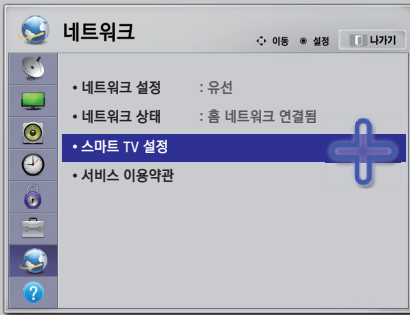 네트워크
이동 설정 나가기
• 네트워크 설정 : 유선
• 네트워크 상태 : 홈 네트워크 연결됨
• 스마트 TV 설정
• 서비스 이용약관
?